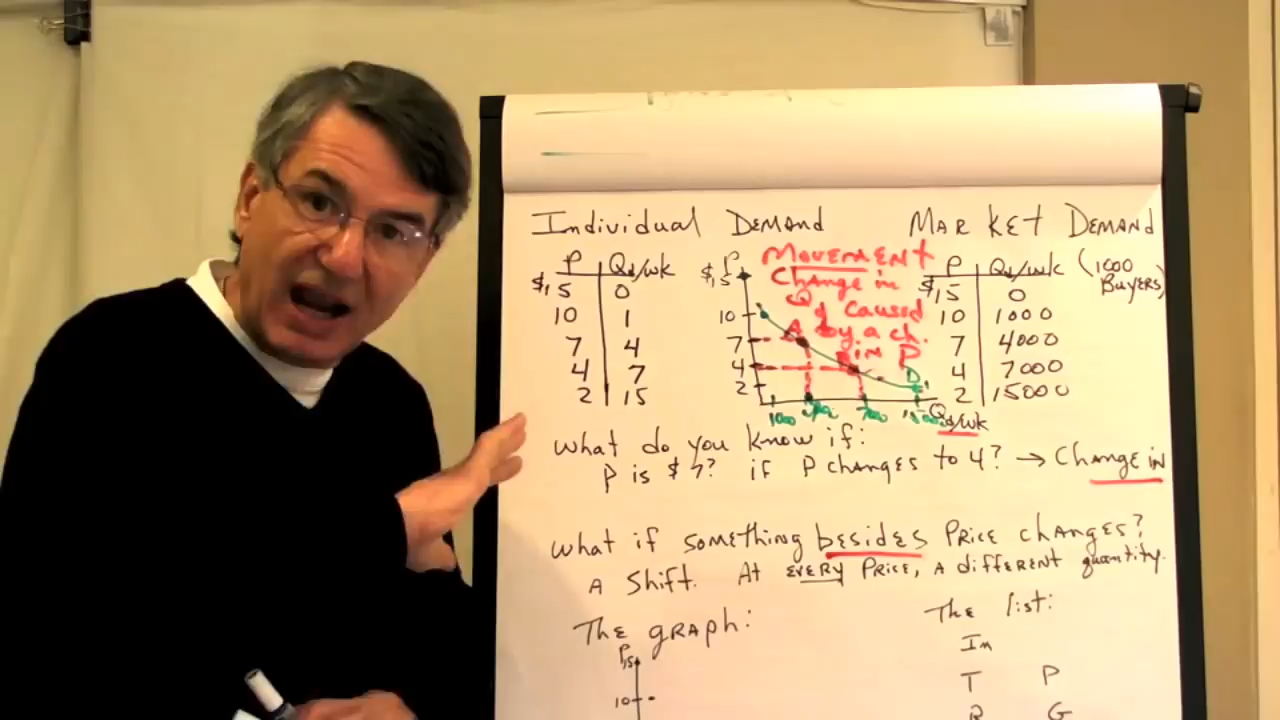 Individual DEMAND MARKET DEMAND
P Qd/wk
$15 0
10 1
7 4
4 7
2 15
P
$15
10
7
4
2
MOVEMENT
Change in
Qd caused
by a ch.
in P
A
B
D
1000
Qd/wk
P Qd/wk (1000 Buyers)
$15 0
10 1000
7 4000
4 7000
2 15000
what do you know if:
P is $7? if P changes to 4? → Change in
what if something besides Price changes?
A Shift. At EVERY PRICE, A different quantity.
The graph:
P
15
10
The list:
In
T P
R G